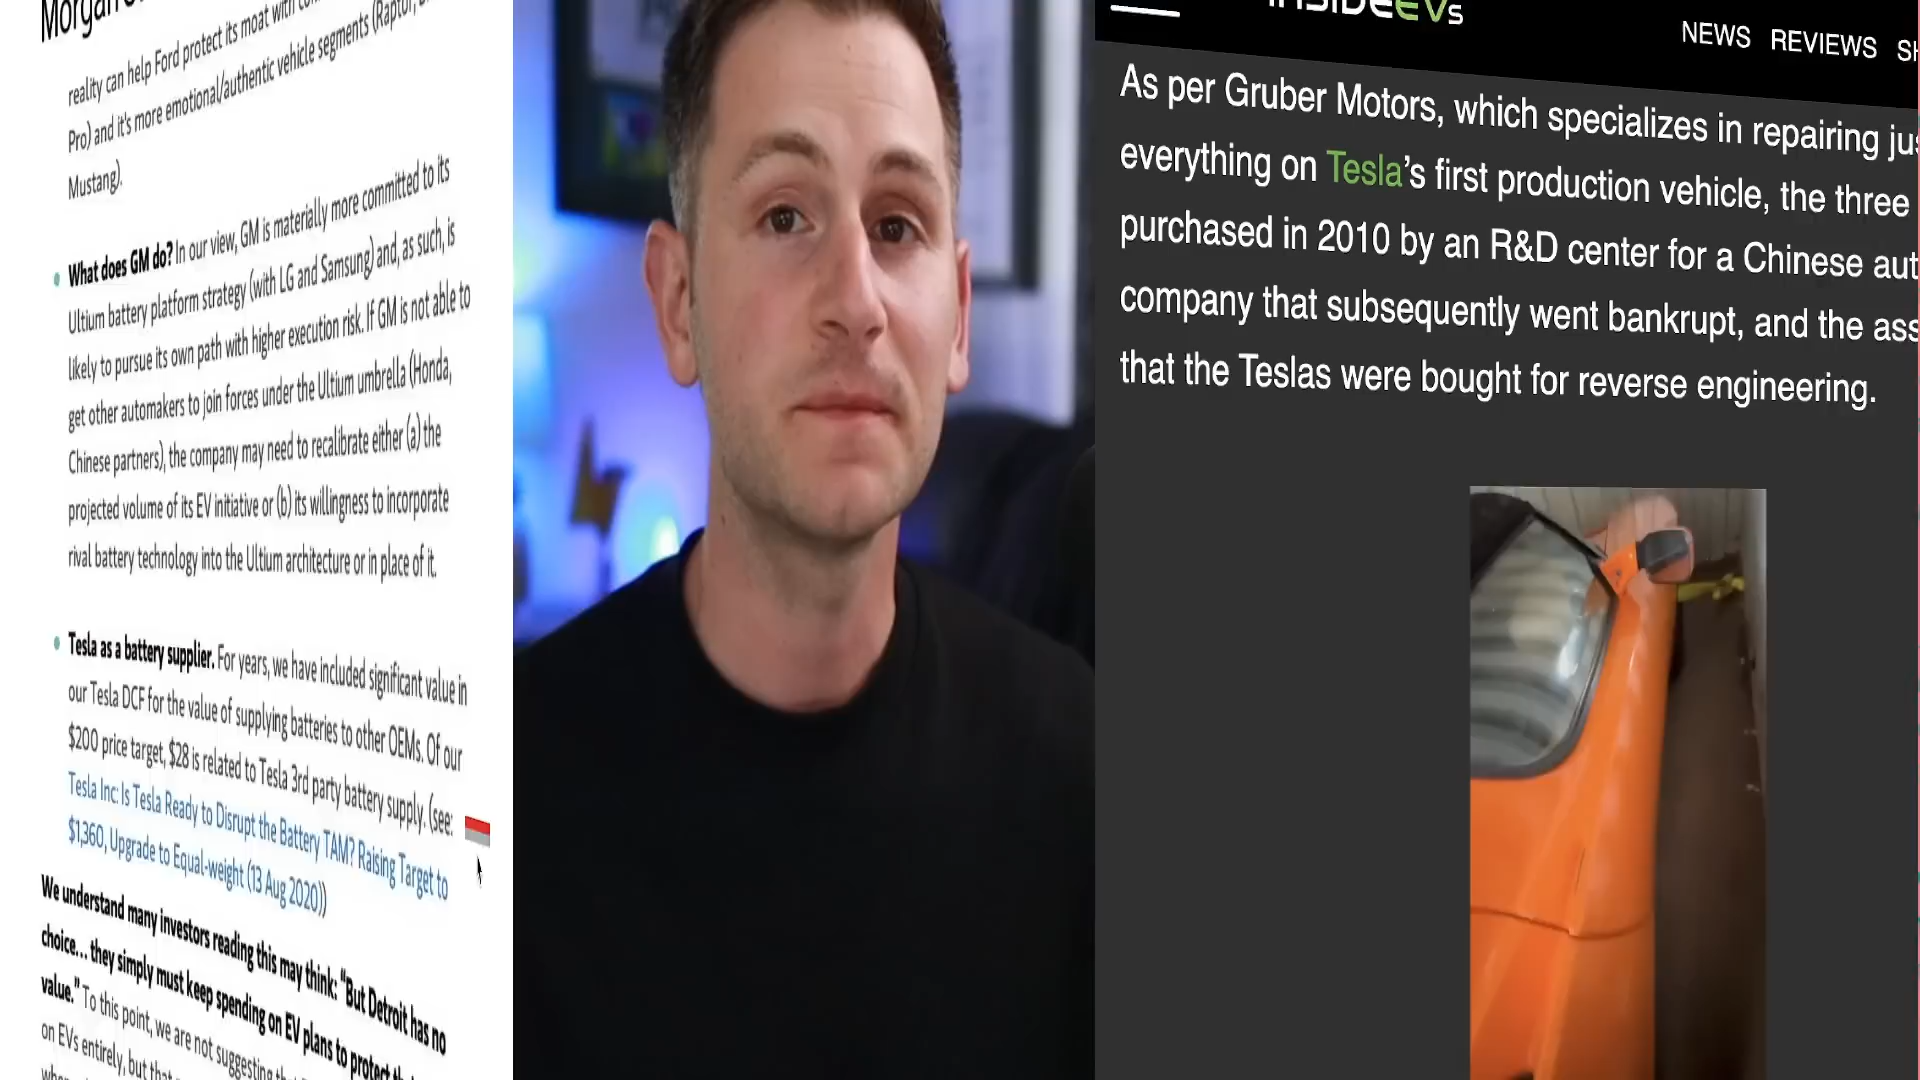 reality can help Ford protect its moat with
Pro) and it's more emotional/authentic vehicle segments (Raptor,
Mustang).
What does GM do? In our view, GM is materially more committed to its
Ultium battery platform strategy (with LG and Samsung) and, as such, is
likely to pursue its own path with higher execution risk. If GM is not able to
get other automakers to join forces under the Ultium umbrella (Honda,
Chinese partners), the company may need to recalibrate either (a) the
projected volume of its EV initiative or (b) its willingness to incorporate
rival battery technology into the Ultium architecture or in place of it.
Tesla as a battery supplier. For years, we have included significant value in
our Tesla DCF for the value of supplying batteries to other OEMs. Of our
$200 price target, $28 is related to Tesla 3rd party battery supply. (see:
Tesla Inc: Is Tesla Ready to Disrupt the Battery TAM? Raising Target to
$1,360, Upgrade to Equal-weight (13 Aug 2020))
We understand many investors reading this may think: "But Detroit has no
choice... they simply must keep spending on EV plans to protect
value." To this point, we are not suggesting
on EVs entirely, but
INSIDEEVs
NEWS REVIEWS
As per Gruber Motors, which specializes in repairing
everything on Tesla's first production vehicle, the three
purchased in 2010 by an R&D center for a Chinese
company that subsequently went bankrupt, and the
that the Teslas were bought for reverse engineering.